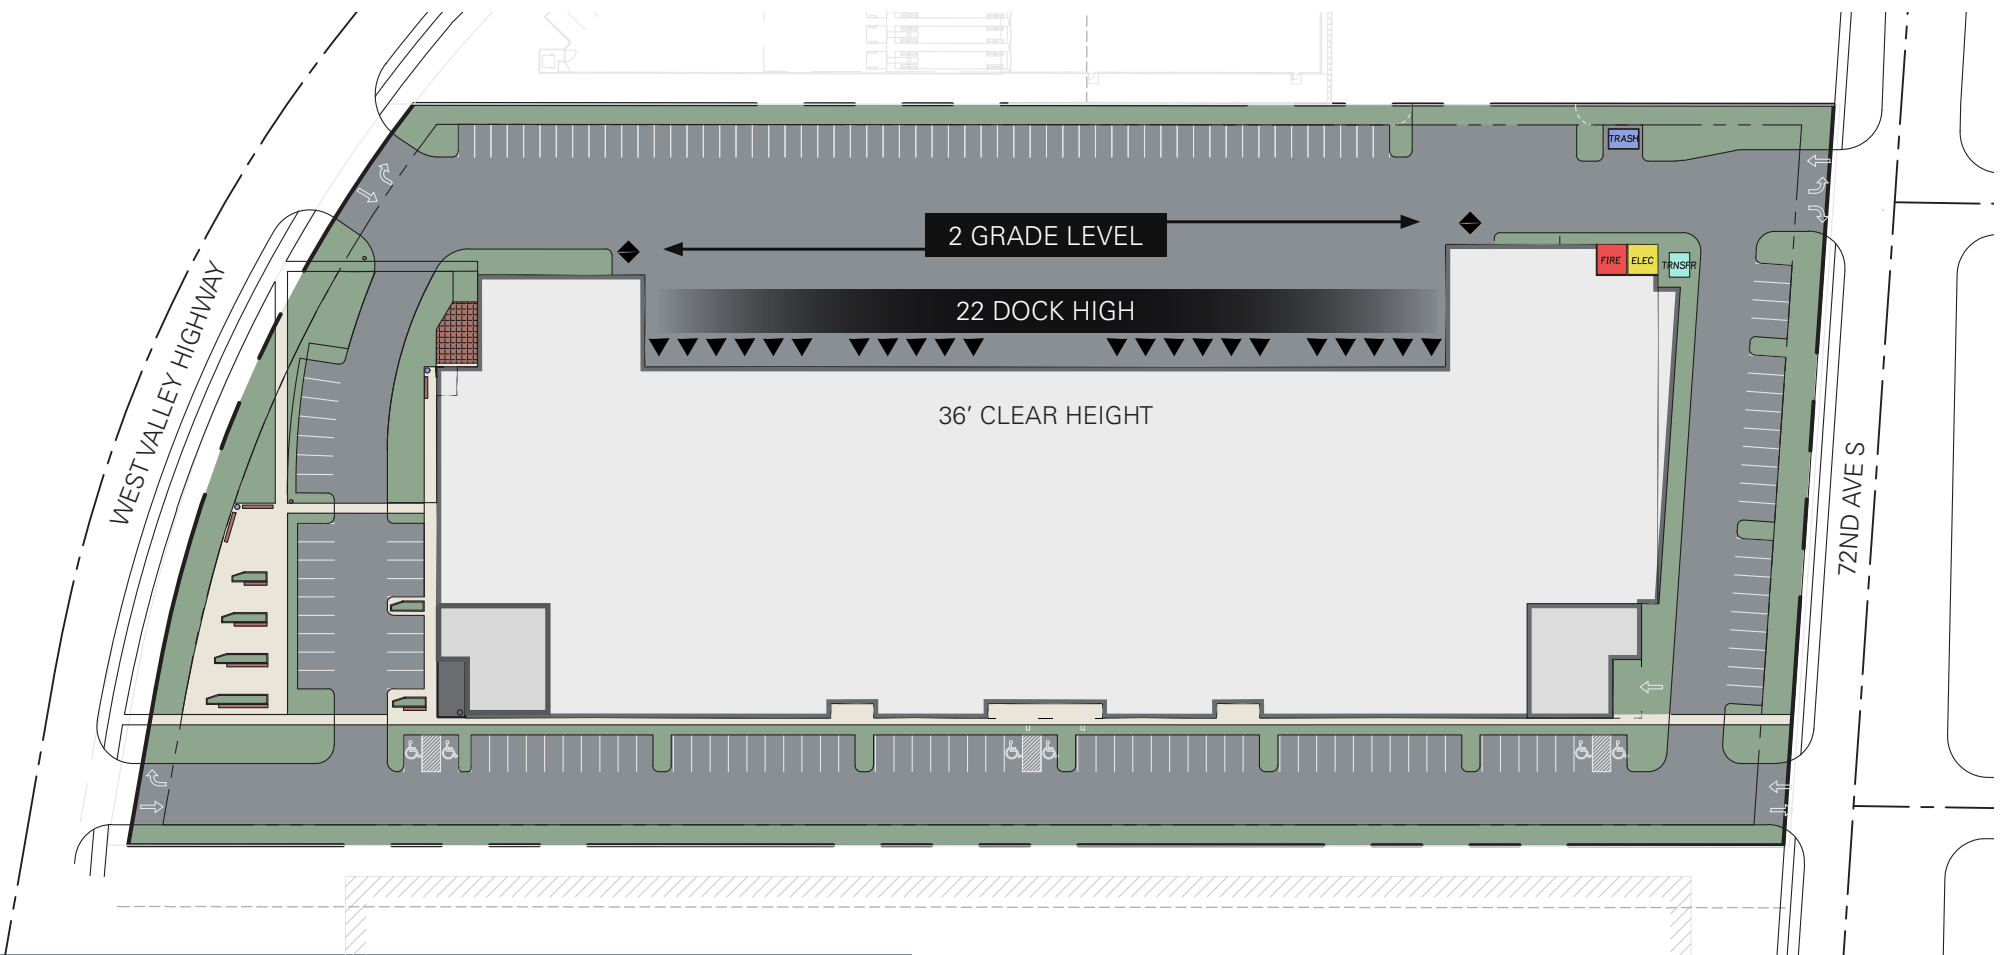 TRASH
2 GRADE LEVEL
FIRE
ELEC
TRNSFR
22 DOCK HIGH
36' CLEAR HEIGHT
WEST VALLEY HIGHWAY
72ND AVE S